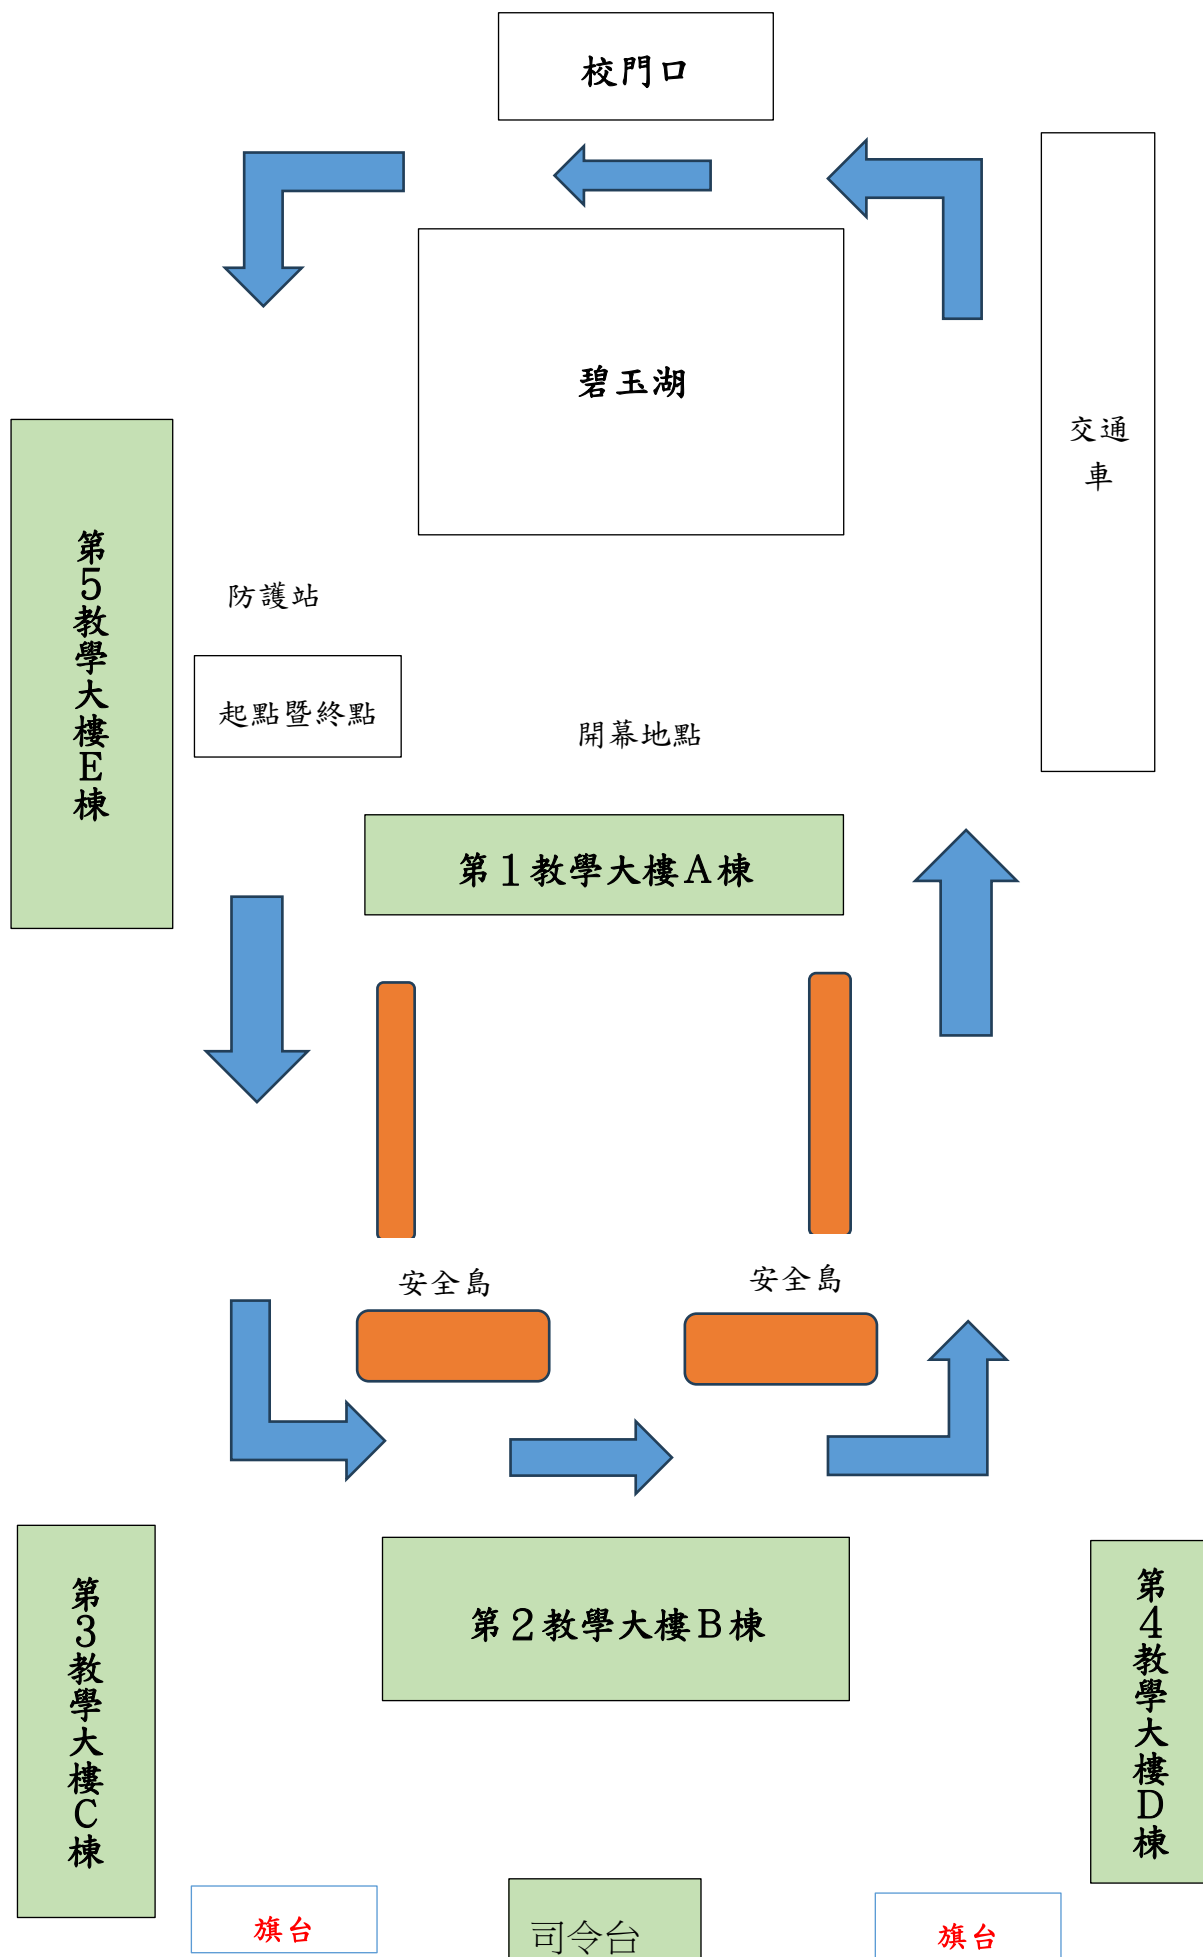 校門口
碧玉湖
交通
車
第5教學大樓E棟
防護站
起點暨終點
開幕地點
第1教學大樓A棟
安全島
安全島
第3教學大樓C棟
第2教學大樓B棟
第4教學大樓D棟
旗台
司令台
旗台